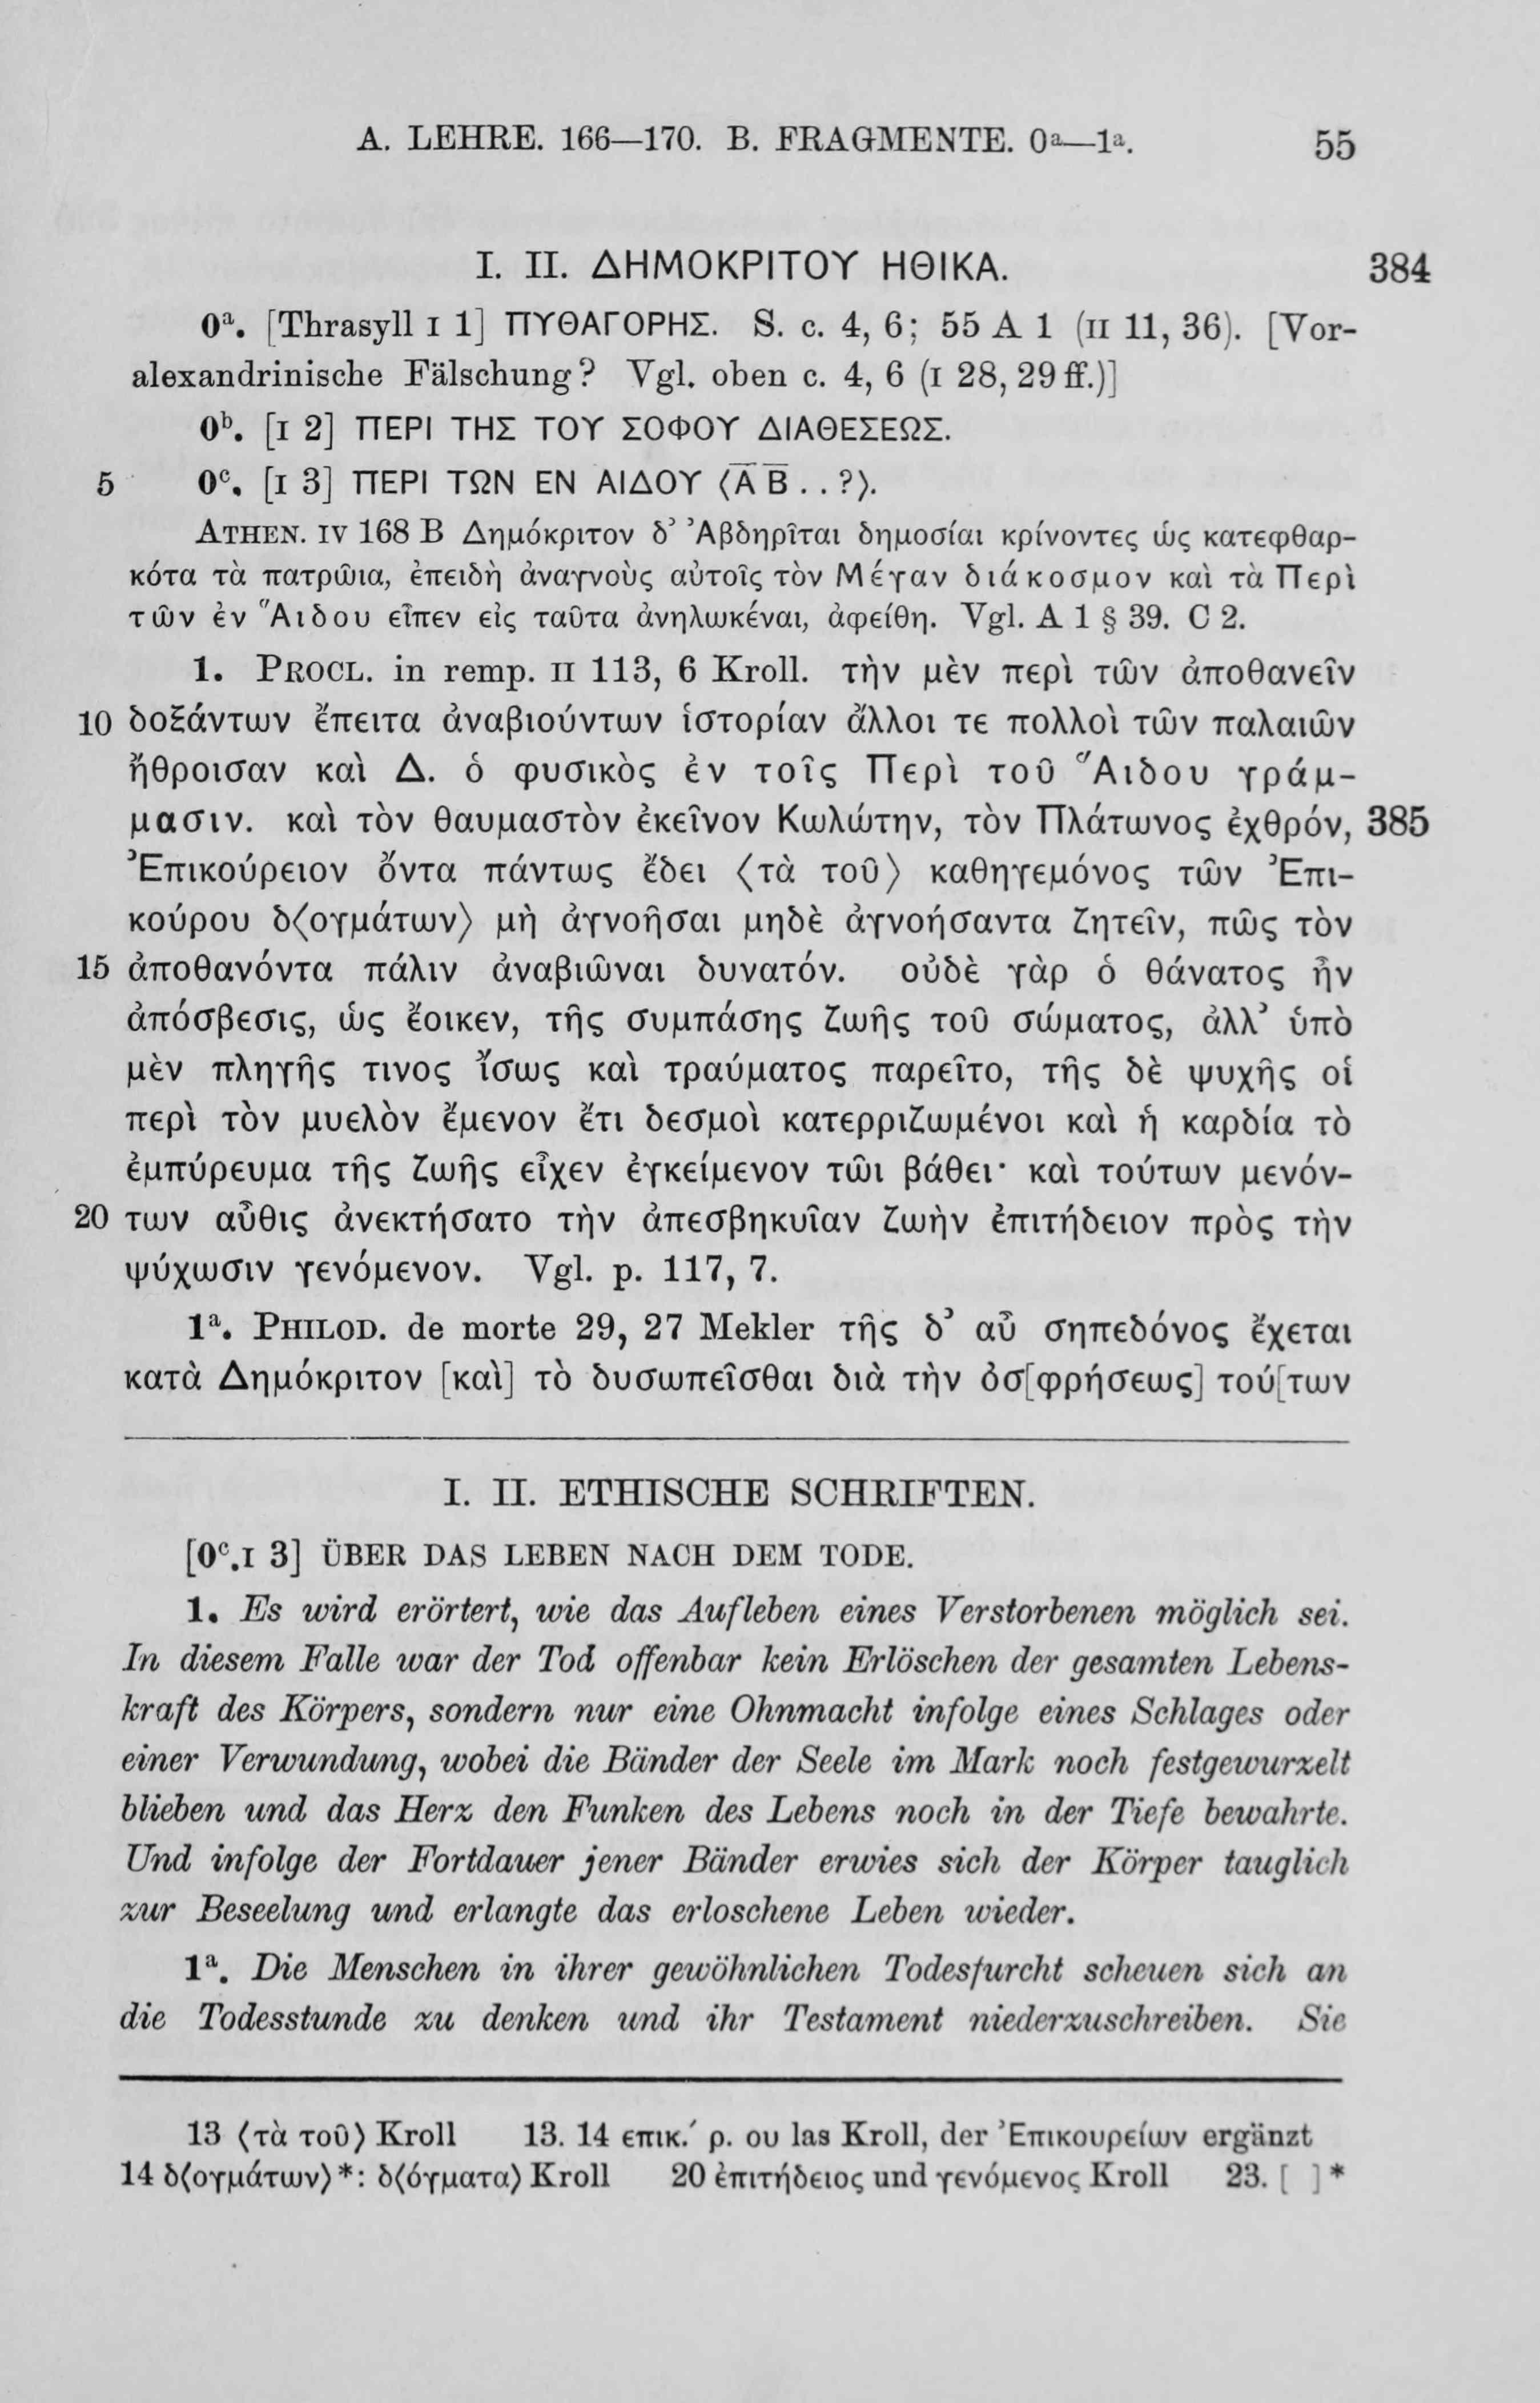 A. LEHRE. 166—170. B. FRAGMENTE. 0ᵃ—1ᵃ. 55
I. II. ΔΗΜΟΚΡΙΤΟΥ ΗΘΙΚΑ. 384
0ᵃ. [Thrasyll I 1] ΠΥΘΑΓΟΡΗΣ. S. c. 4, 6; 55 A 1 (II 11, 36). [Vor-
alexandrinische Fälschung? Vgl. oben c. 4, 6 (I 28, 29 ff.)]
0ᵇ. [I 2] ΠΕΡΙ ΤΗΣ ΤΟΥ ΣΟΦΟΥ ΔΙΑΘΕΣΕΩΣ.
5 0ᶜ. [I 3] ΠΕΡΙ ΤΩΝ ΕΝ ΑΙΔΟΥ ⟨Α̅ Β̅ . . ?⟩.
ATHEN. IV 168 B Δημόκριτον δ’ Ἀβδηρῖται δημοσίαι κρίνοντες ὡς κατεφθαρ-
κότα τὰ πατρῶια, ἐπειδὴ ἀναγνοὺς αὐτοῖς τὸν Μέγαν διάκοσμον καὶ τὰ Περὶ
τῶν ἐν Ἅιδου εἶπεν εἰς ταῦτα ἀνηλωκέναι, ἀφείθη. Vgl. A 1 § 39. C 2.
1. PROCL. in remp. II 113, 6 Kroll. τὴν μὲν περὶ τῶν ἀποθανεῖν
10 δοξάντων ἔπειτα ἀναβιούντων ἱστορίαν ἄλλοι τε πολλοὶ τῶν παλαιῶν
ἤθροισαν καὶ Δ. ὁ φυσικὸς ἐν τοῖς Περὶ τοῦ Ἅιδου γράμ-
μασιν. καὶ τὸν θαυμαστὸν ἐκεῖνον Κωλώτην, τὸν Πλάτωνος ἐχθρόν, 385
Ἐπικούρειον ὄντα πάντως ἔδει ⟨τὰ τοῦ⟩ καθηγεμόνος τῶν Ἐπι-
κούρου δ⟨ογμάτων⟩ μὴ ἀγνοῆσαι μηδὲ ἀγνοήσαντα ζητεῖν, πῶς τὸν
15 ἀποθανόντα πάλιν ἀναβιῶναι δυνατόν. οὐδὲ γὰρ ὁ θάνατος ἦν
ἀπόσβεσις, ὡς ἔοικεν, τῆς συμπάσης ζωῆς τοῦ σώματος, ἀλλ’ ὑπὸ
μὲν πληγῆς τινος ἴσως καὶ τραύματος παρεῖτο, τῆς δὲ ψυχῆς οἱ
περὶ τὸν μυελὸν ἔμενον ἔτι δεσμοὶ κατερριζωμένοι καὶ ἡ καρδία τὸ
ἐμπύρευμα τῆς ζωῆς εἶχεν ἐγκείμενον τῶι βάθει· καὶ τούτων μενόν-
20 των αὖθις ἀνεκτήσατο τὴν ἀπεσβηκυῖαν ζωὴν ἐπιτήδειον πρὸς τὴν
ψύχωσιν γενόμενον. Vgl. p. 117, 7.
1ᵃ. PHILOD. de morte 29, 27 Mekler τῆς δ’ αὖ σηπεδόνος ἔχεται
κατὰ Δημόκριτον [καὶ] τὸ δυσωπεῖσθαι διὰ τὴν ὀσ[φρήσεως] τού[των
I. II. ETHISCHE SCHRIFTEN.
[0ᶜ.I 3] ÜBER DAS LEBEN NACH DEM TODE.
1. Es wird erörtert, wie das Aufleben eines Verstorbenen möglich sei.
In diesem Falle war der Tod offenbar kein Erlöschen der gesamten Lebens-
kraft des Körpers, sondern nur eine Ohnmacht infolge eines Schlages oder
einer Verwundung, wobei die Bänder der Seele im Mark noch festgewurzelt
blieben und das Herz den Funken des Lebens noch in der Tiefe bewahrte.
Und infolge der Fortdauer jener Bänder erwies sich der Körper tauglich
zur Beseelung und erlangte das erloschene Leben wieder.
1ᵃ. Die Menschen in ihrer gewöhnlichen Todesfurcht scheuen sich an
die Todesstunde zu denken und ihr Testament niederzuschreiben. Sie
13 ⟨τὰ τοῦ⟩ Kroll 13. 14 επικ.́ ρ. ου las Kroll, der Ἐπικουρείων ergänzt
14 δ⟨ογμάτων⟩ *: δ⟨όγματα⟩ Kroll 20 ἐπιτήδειος und γενόμενος Kroll 23. [ ] *